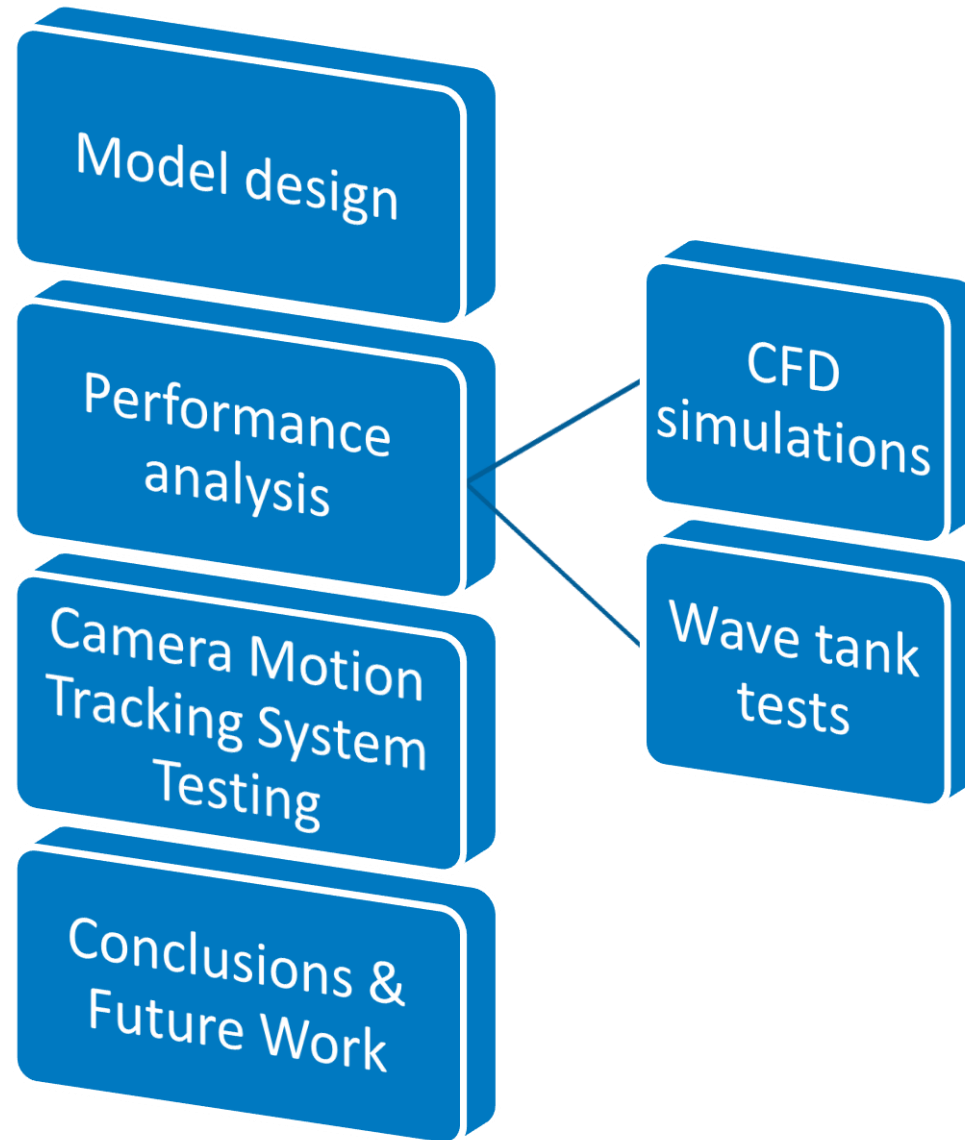 Model design
Performance
analysis
CFD
simulations
Wave tank
tests
Camera Motion
Tracking System
Testing
Conclusions &
Future Work